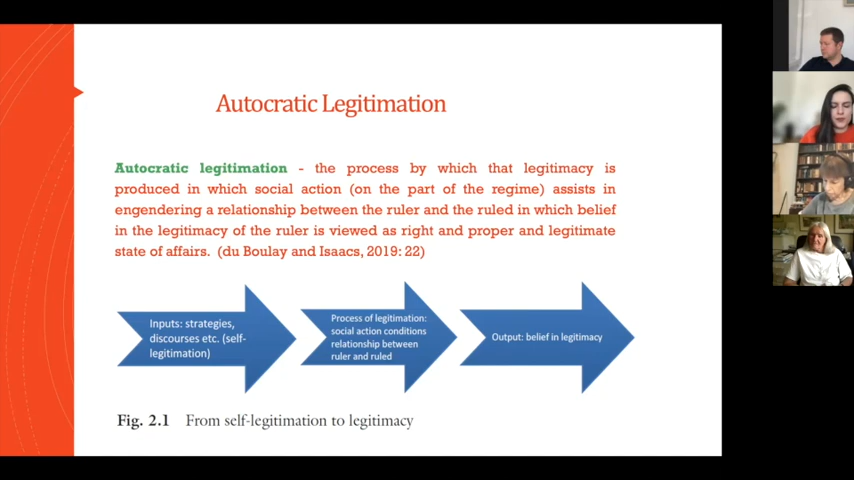 Autocratic Legitimation
Autocratic legitimation - the process by which that legitimacy is
produced in which social action (on the part of the regime) assists in
engendering a relationship between the ruler and the ruled in which belief
in the legitimacy of the ruler is viewed as right and proper and legitimate
state of affairs. (du Boulay and Isaacs, 2019: 22)
Inputs: strategies,
discourses etc. (self-
legitimation)
Process of legitimation:
social action conditions
relationship between
ruler and ruled
Output: belief in legitimacy
Fig. 2.1 From self-legitimation to legitimacy